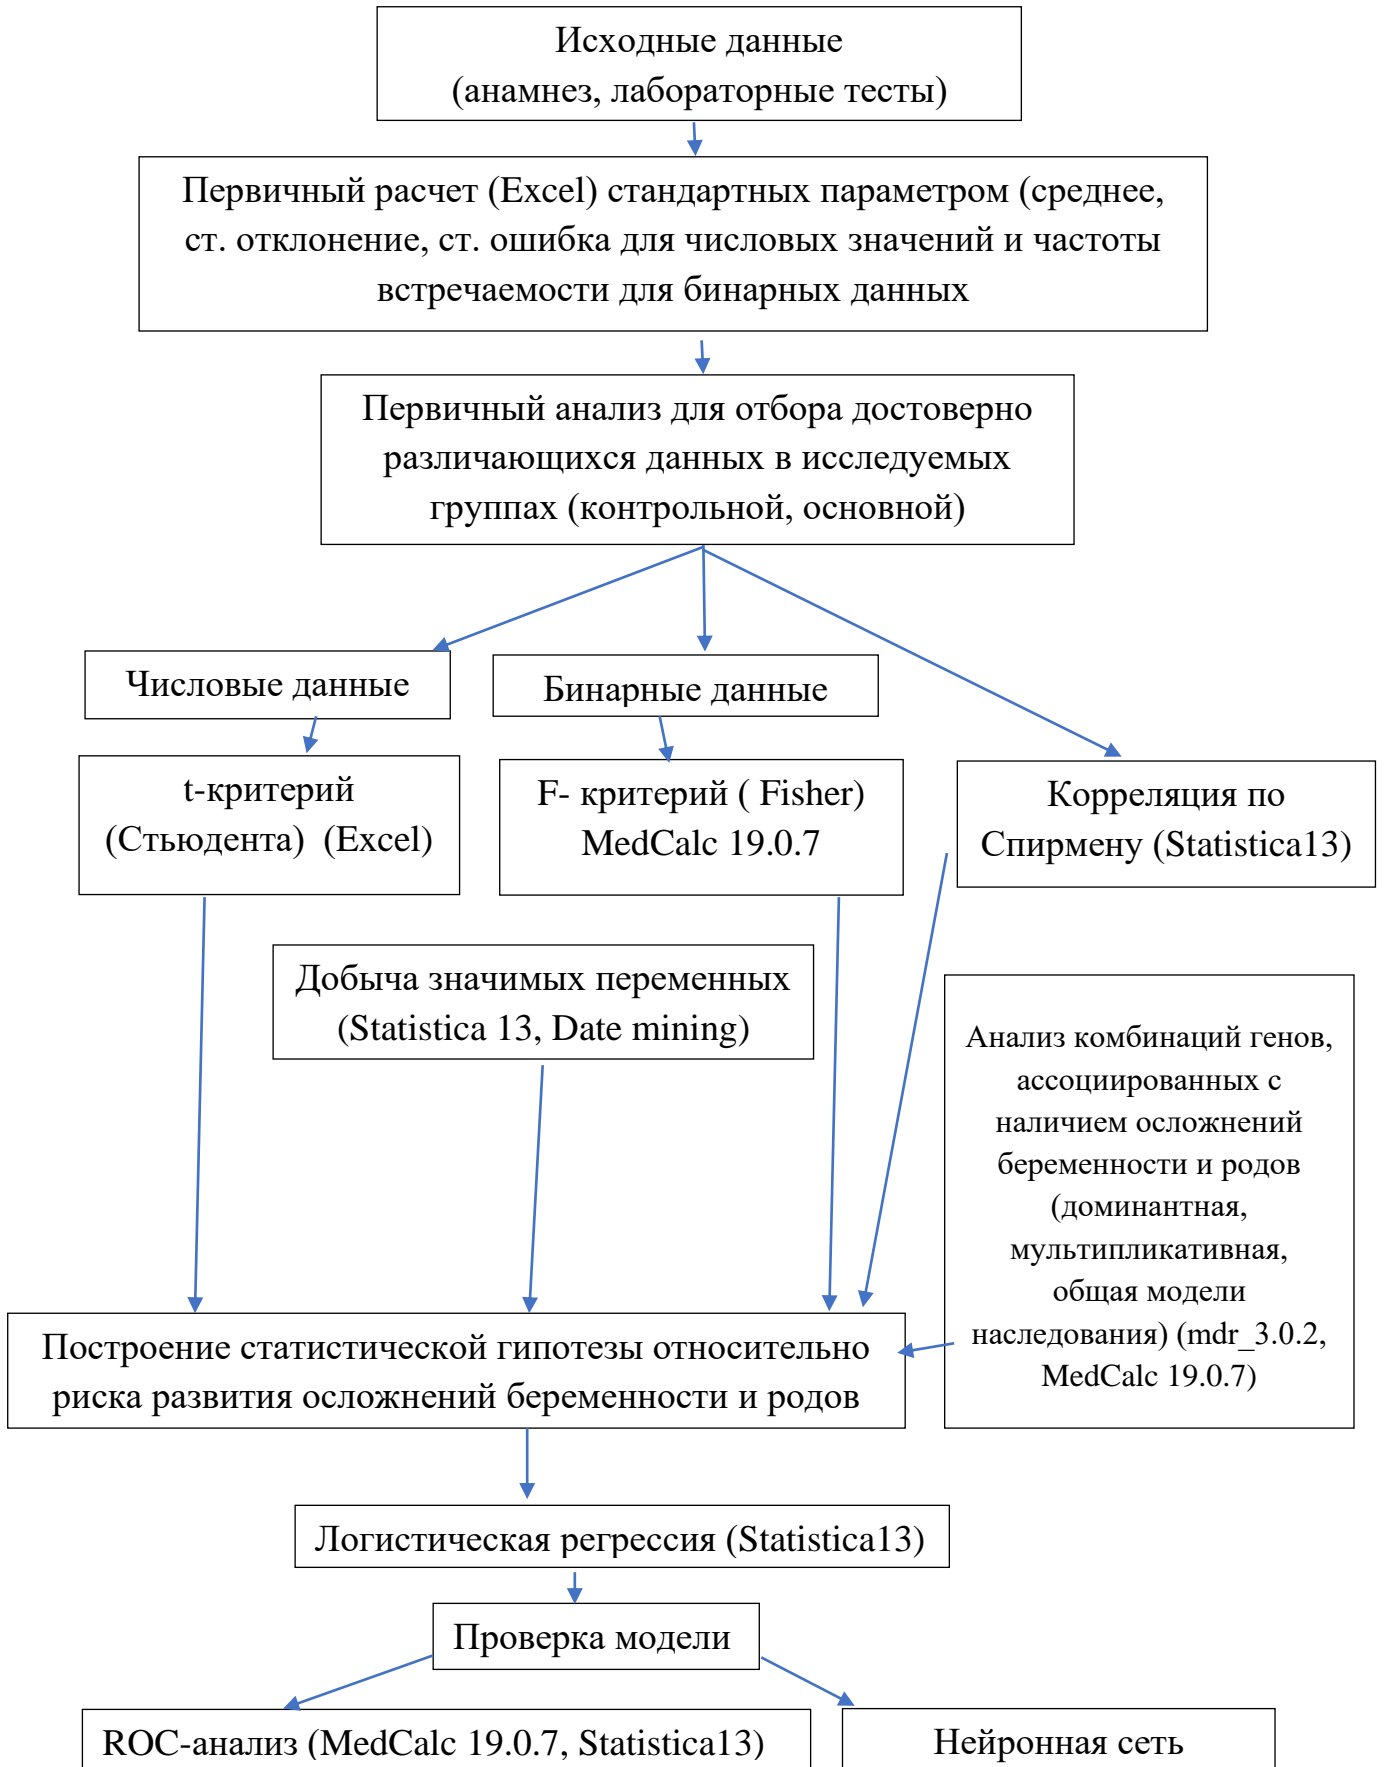 Исходные данные
(анамнез, лабораторные тесты)
Первичный расчет (Excel) стандартных параметром (среднее,
ст. отклонение, ст. ошибка для числовых значений и частоты
встречаемости для бинарных данных
Первичный анализ для отбора достоверно
различающихся данных в исследуемых
группах (контрольной, основной)
Числовые данные
Бинарные данные
t-критерий
(Стьюдента) (Excel)
F- критерий ( Fisher)
MedCalc 19.0.7
Корреляция по
Спирмену (Statistica13)
Добыча значимых переменных
(Statistica 13, Date mining)
Анализ комбинаций генов,
ассоциированных с
наличием осложнений
беременности и родов
(доминантная,
мультипликативная,
общая модели
наследования) (mdr_3.0.2,
MedCalc 19.0.7)
Построение статистической гипотезы относительно
риска развития осложнений беременности и родов
Логистическая регрессия (Statistica13)
Проверка модели
ROC-анализ (MedCalc 19.0.7, Statistica13)
Нейронная сеть